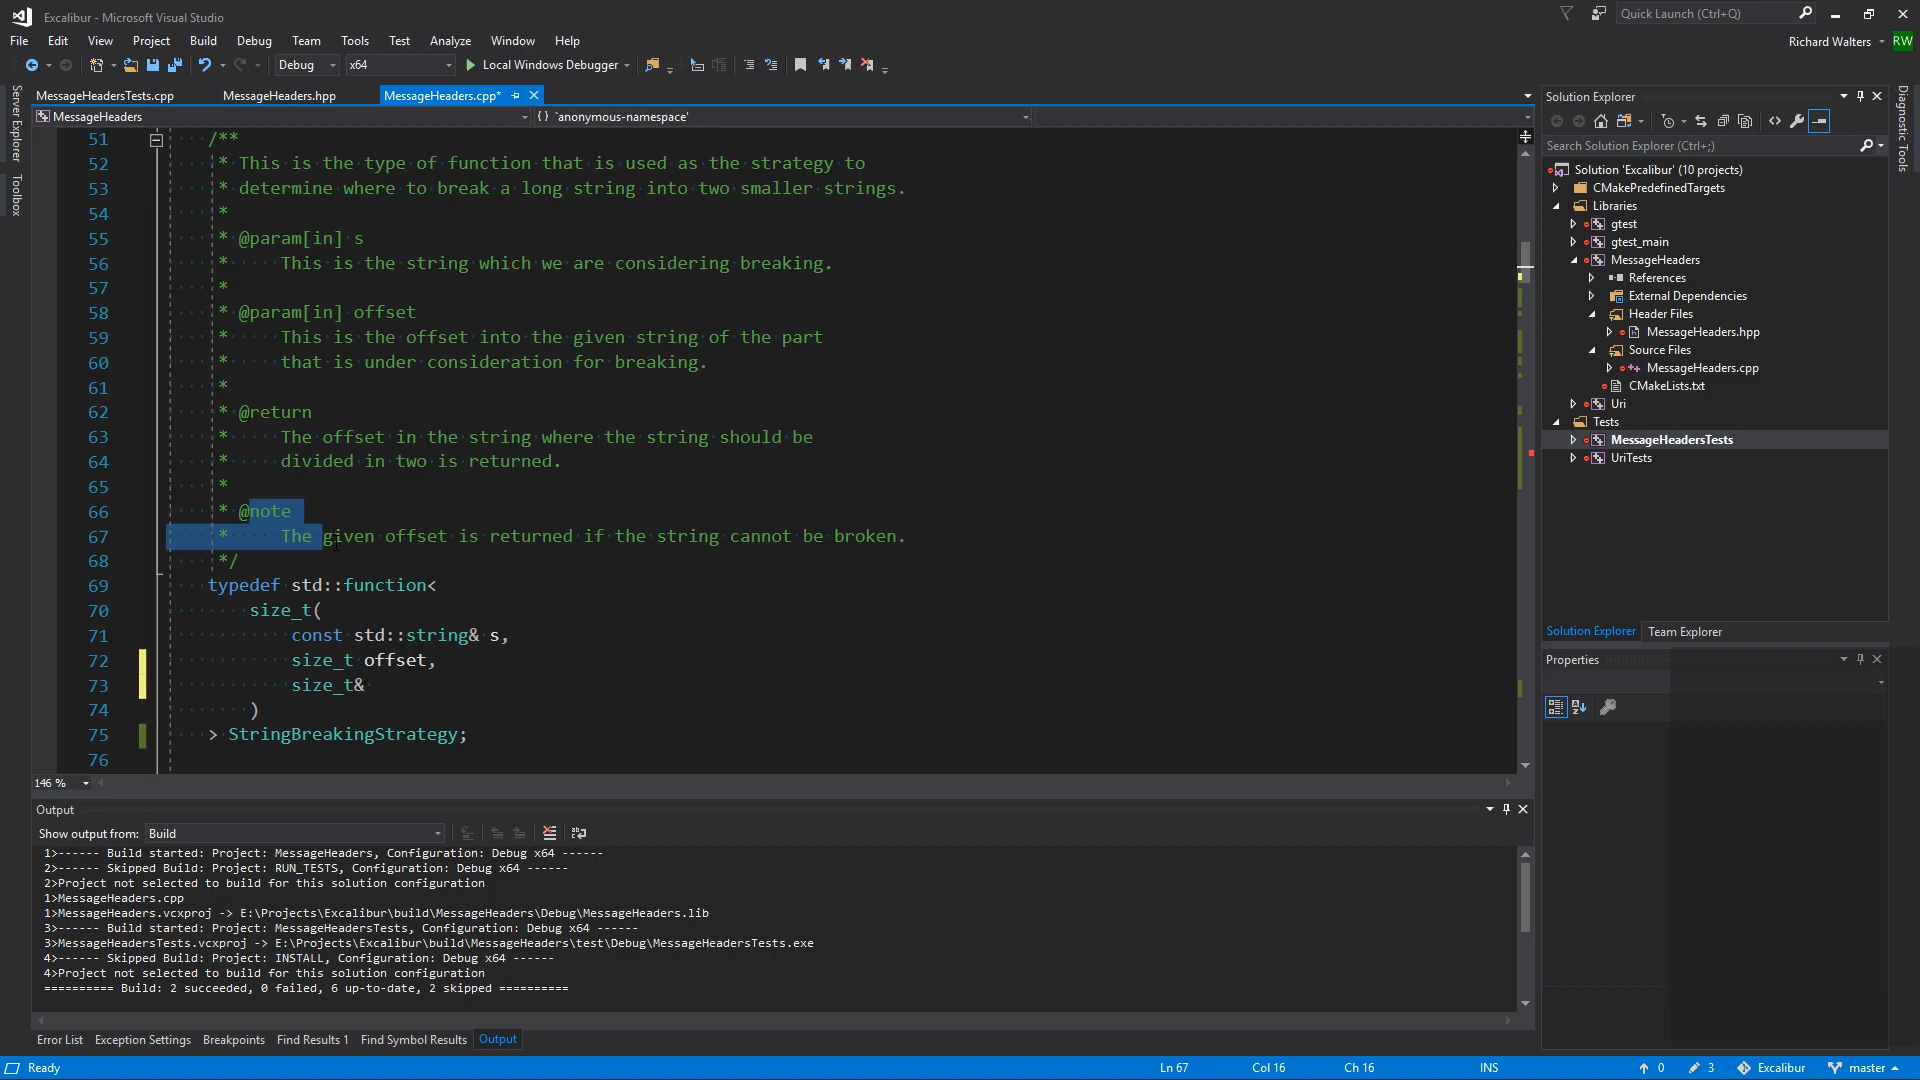 Excalibur - Microsoft Visual Studio
Quick Launch (Ctrl+Q)
File Edit View Project Build Debug Team Tools Test Analyze Window Help
Richard Walters RW
Debug x64 Local Windows Debugger
Server Explorer
Toolbox
MessageHeadersTests.cpp MessageHeaders.hpp MessageHeaders.cpp*
MessageHeaders {} `anonymous-namespace'
51 /**
52 * This is the type of function that is used as the strategy to
53 * determine where to break a long string into two smaller strings.
54 *
55 * @param[in] s
56 * This is the string which we are considering breaking.
57 *
58 * @param[in] offset
59 * This is the offset into the given string of the part
60 * that is under consideration for breaking.
61 *
62 * @return
63 * The offset in the string where the string should be
64 * divided in two is returned.
65 *
66 * @note
67 * The given offset is returned if the string cannot be broken.
68 */
69 typedef std::function<
70 size_t(
71 const std::string& s,
72 size_t offset,
73 size_t&
74 )
75 > StringBreakingStrategy;
76
146 %
Output
Show output from: Build
1>------ Build started: Project: MessageHeaders, Configuration: Debug x64 ------
2>------ Skipped Build: Project: RUN_TESTS, Configuration: Debug x64 ------
2>Project not selected to build for this solution configuration
1>MessageHeaders.cpp
1>MessageHeaders.vcxproj -> E:\Projects\Excalibur\build\MessageHeaders\Debug\MessageHeaders.lib
3>------ Build started: Project: MessageHeadersTests, Configuration: Debug x64 ------
3>MessageHeadersTests.vcxproj -> E:\Projects\Excalibur\build\MessageHeaders\test\Debug\MessageHeadersTests.exe
4>------ Skipped Build: Project: INSTALL, Configuration: Debug x64 ------
4>Project not selected to build for this solution configuration
========== Build: 2 succeeded, 0 failed, 6 up-to-date, 2 skipped ==========
Error List Exception Settings Breakpoints Find Results 1 Find Symbol Results Output
Solution Explorer
Search Solution Explorer (Ctrl+;)
Solution 'Excalibur' (10 projects)
CMakePredefinedTargets
Libraries
gtest
gtest_main
MessageHeaders
References
External Dependencies
Header Files
MessageHeaders.hpp
Source Files
MessageHeaders.cpp
CMakeLists.txt
Uri
Tests
MessageHeadersTests
UriTests
Solution Explorer Team Explorer
Properties
Diagnostic Tools
Ready Ln 67 Col 16 Ch 16 INS 0 3 Excalibur master